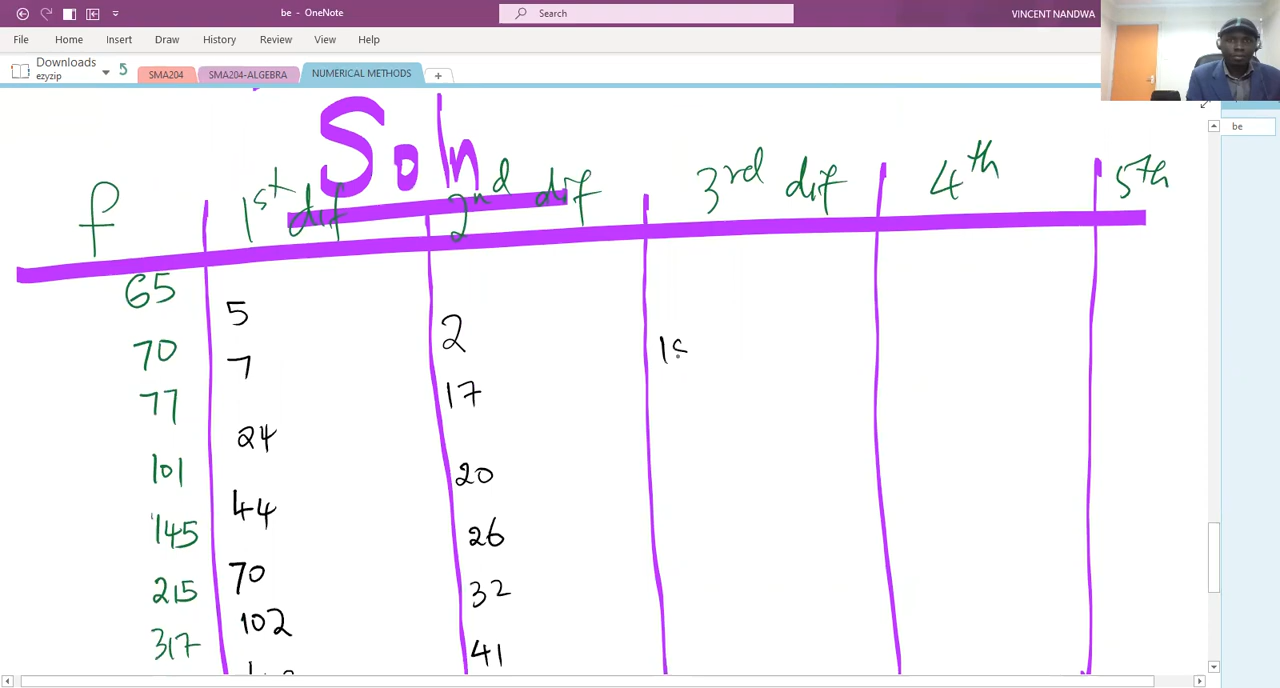 be - OneNote
Search
VINCENT NANDWA
File Home Insert Draw History Review View Help
Downloads
ezyzip
5
SMA204 SMA204-ALGEBRA NUMERICAL METHODS +
be
Soln
f 1st dif 2nd dif 3rd dif 4th 5th
65
5
70 2
7
77 17
24
101 20
44
145 26
70
215 32
102
317 41